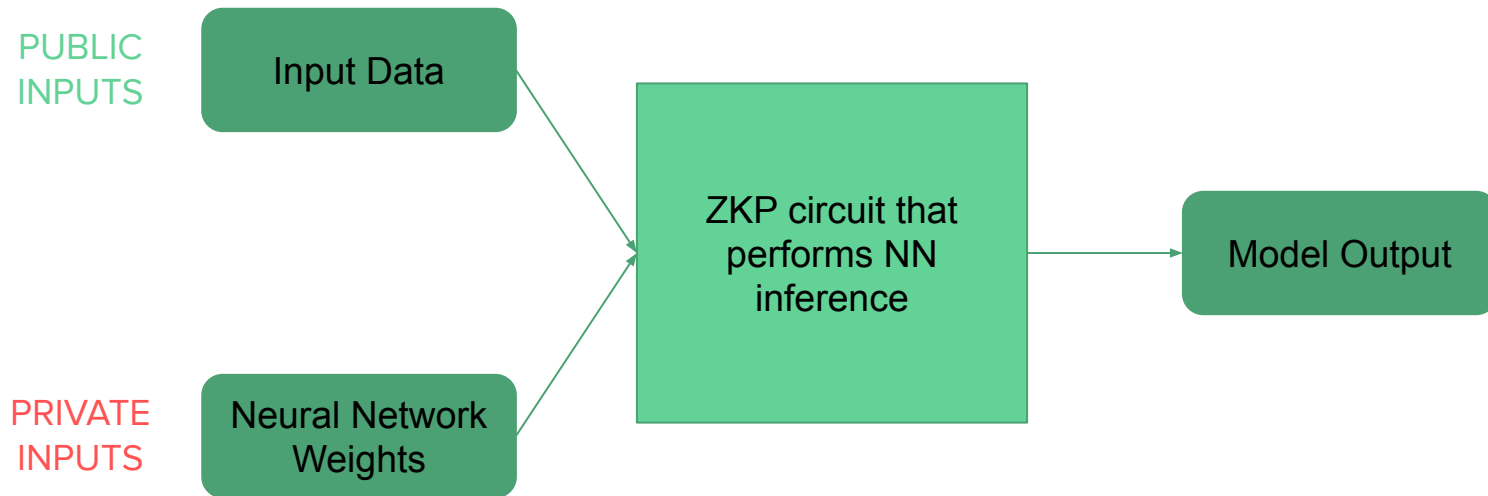 PUBLIC
INPUTS
Input Data
ZKP circuit that
performs NN
inference
Model Output
PRIVATE
INPUTS
Neural Network
Weights